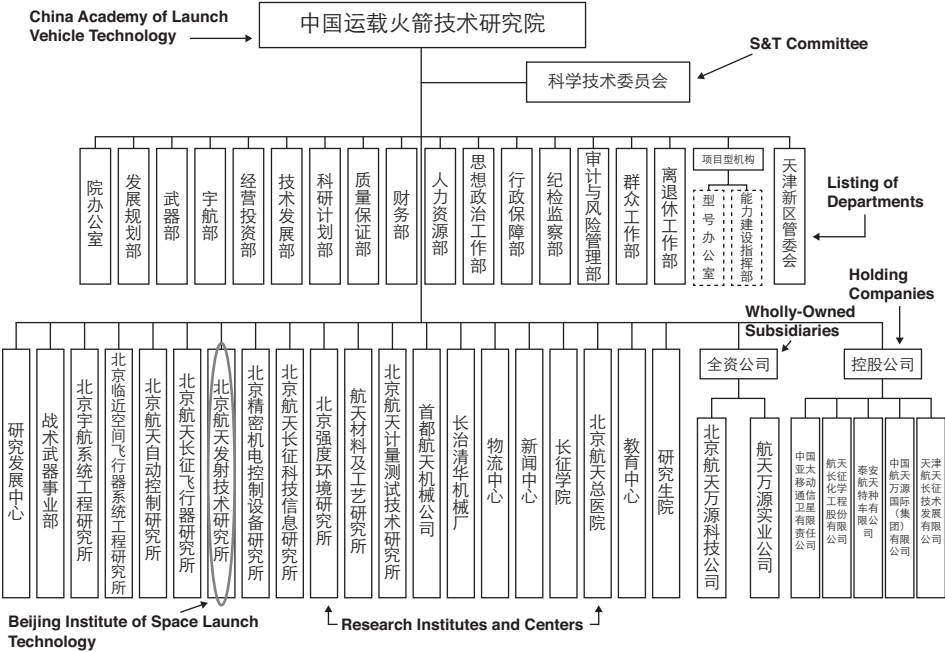 China Academy of Launch
Vehicle Technology
中国运载火箭技术研究院
S&T Committee
科学技术委员会
院办公室
发展规划部
武器部
宇航部
经营投资部
技术发展部
科研计划部
质量保证部
财务部
人力资源部
思想政治工作部
行政保障部
纪检监察部
审计与风险管理部
群众工作部
离退休工作部
项目型机构
型号办公室
能力建设指挥部
天津新区管委会
Listing of
Departments
Holding
Companies
Wholly-Owned
Subsidiaries
研究发展中心
战术武器事业部
北京宇航系统工程研究所
北京临近空间飞行器系统工程研究所
北京航天自动控制研究所
北京航天长征飞行器研究所
北京航天发射技术研究所
北京精密机电控制设备研究所
北京航天长征科技信息研究所
北京强度环境研究所
航天材料及工艺研究所
北京航天计量测试技术研究所
首都航天机械公司
长治清华机械厂
物流中心
新闻中心
长征学院
北京航天总医院
教育中心
研究生院
全资公司
北京航天万源科技公司
航天万源实业公司
控股公司
中国亚太移动通信卫星有限责任公司
航天长征化学工程股份有限公司
泰安航天特种车有限公司
中国航天万源国际（集团）有限公司
天津航天长征技术发展有限公司
Beijing Institute of Space Launch
Technology
Research Institutes and Centers